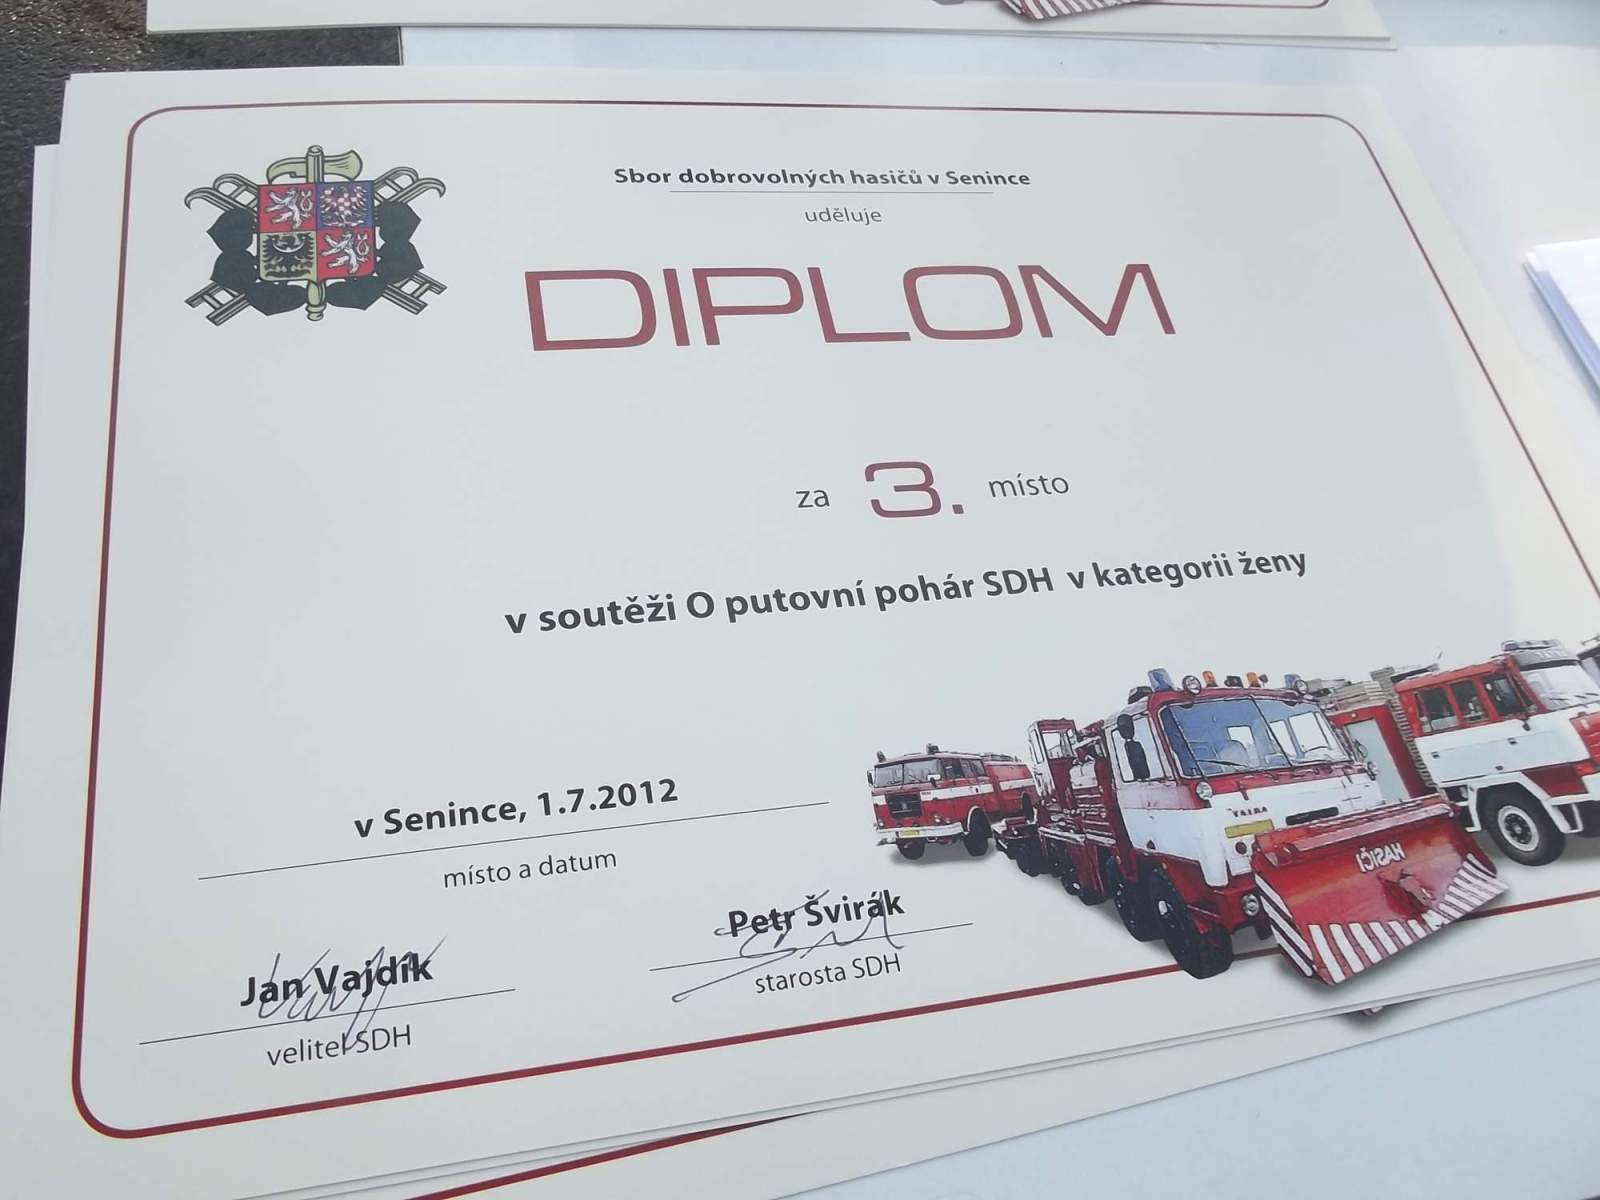 Sbor dobrovolných hasičů v Senince
uděluje
DIPLOM
za 3. místo
v soutěži O putovní pohár SDH v kategorii ženy
v Senince, 1.7.2012
místo a datum
Jan Vajdík
velitel SDH
Petr Švirák
starosta SDH
TATRA
HASIČI